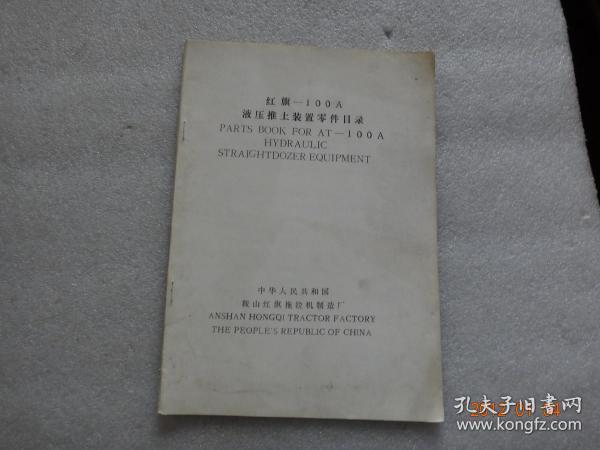 红旗—100A
液压推土装置零件目录
PARTS BOOK FOR AT—100A
HYDRAULIC
STRAIGHTDOZER EQUIPMENT
中华人民共和国
鞍山红旗拖拉机制造厂
ANSHAN HONGQI TRACTOR FACTORY
THE PEOPLE'S REPUBLIC OF CHINA
孔夫子旧书网
www.kongfz.com